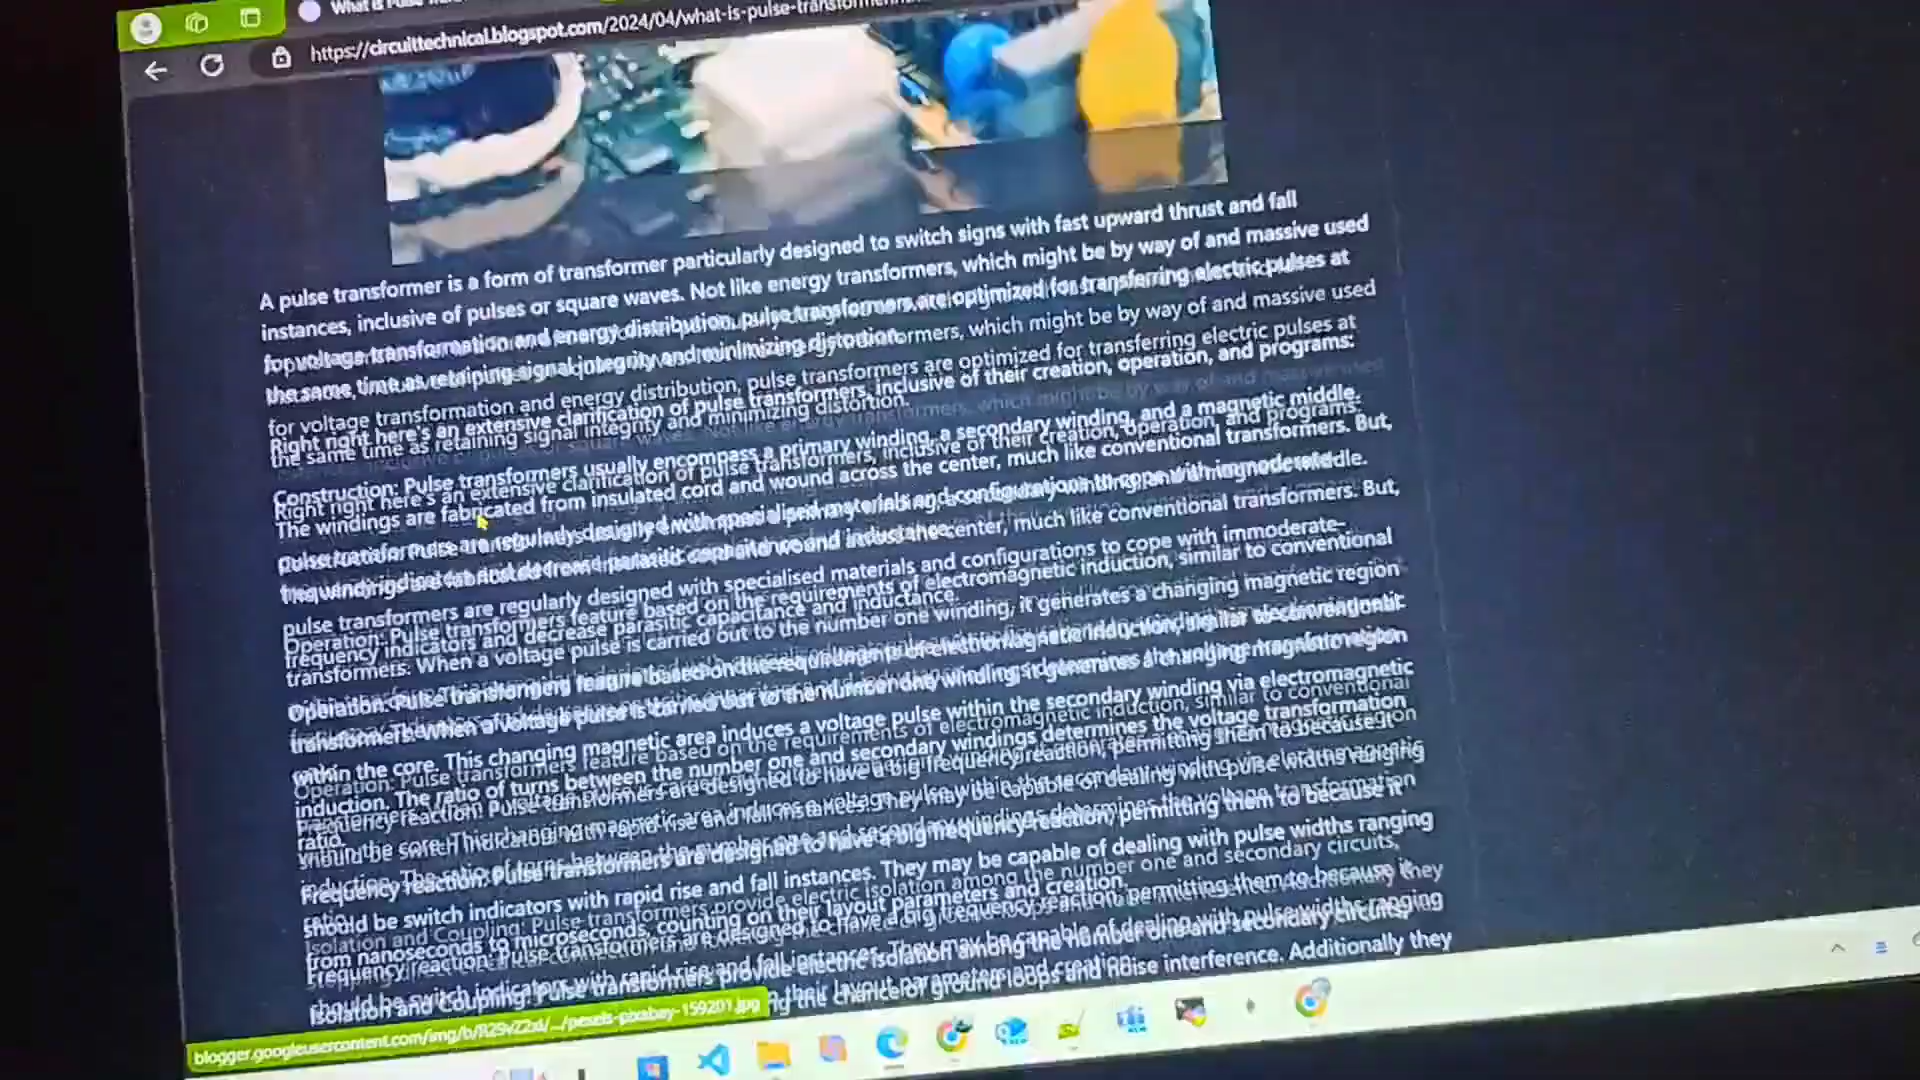 What is Pulse
https://circuittechnical.blogspot.com/2024/04/what-is-pulse-transformer
A pulse transformer is a form of transformer particularly designed to switch signs with fast upward thrust and fall
instances, inclusive of pulses or square waves. Not like energy transformers, which might be by way of and massive used
for voltage transformation and energy distribution, pulse transformers are optimized for transferring electric pulses at
the same time as retaining signal integrity and minimizing distortion.
Right right here's an extensive clarification of pulse transformers, inclusive of their creation, operation, and programs:
Construction: Pulse transformers usually encompass a primary winding, a secondary winding, and a magnetic middle.
The windings are fabricated from insulated cord and wound across the center, much like conventional transformers. But,
pulse transformers are regularly designed with specialised materials and configurations to cope with immoderate-
frequency indicators and decrease parasitic capacitance and inductance.
Operation: Pulse transformers feature based on the requirements of electromagnetic induction, similar to conventional
transformers. When a voltage pulse is carried out to the number one winding, it generates a changing magnetic region
within the core. This changing magnetic area induces a voltage pulse within the secondary winding via electromagnetic
induction. The ratio of turns between the number one and secondary windings determines the voltage transformation
ratio.
Frequency reaction: Pulse transformers are designed to have a big frequency reaction, permitting them to because it
should be switch indicators with rapid rise and fall instances. They may be capable of dealing with pulse widths ranging
from nanoseconds to microseconds, counting on their layout parameters and creation.
Isolation and Coupling: Pulse transformers provide electric isolation among the number one and secondary circuits,
the chance of ground loops and noise interference. Additionally they
blogger.googleusercontent.com/img/b/R29vZ2xl/.../pexels-pixabay-159201.jpg